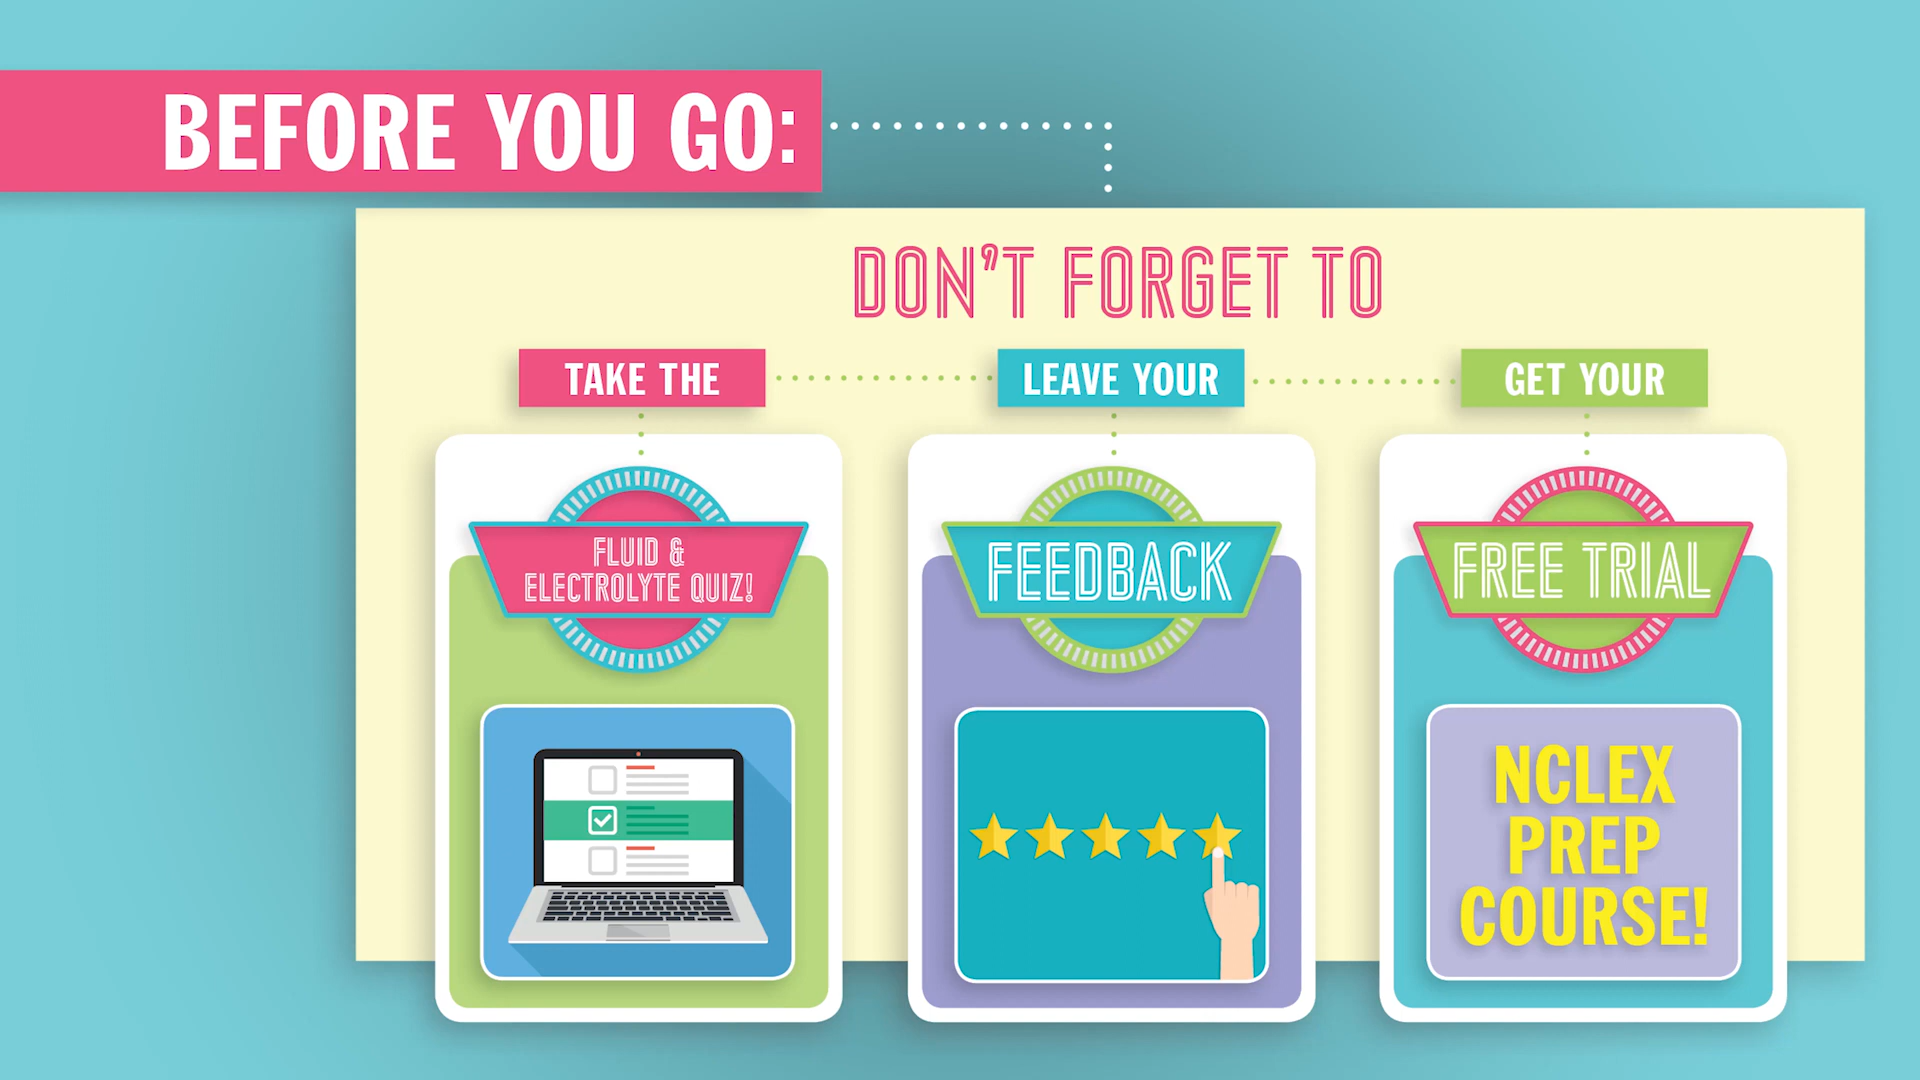 BEFORE YOU GO:
DON'T FORGET TO
TAKE THE
FLUID &
ELECTROLYTE QUIZ!
LEAVE YOUR
FEEDBACK
GET YOUR
FREE TRIAL
NCLEX
PREP
COURSE!